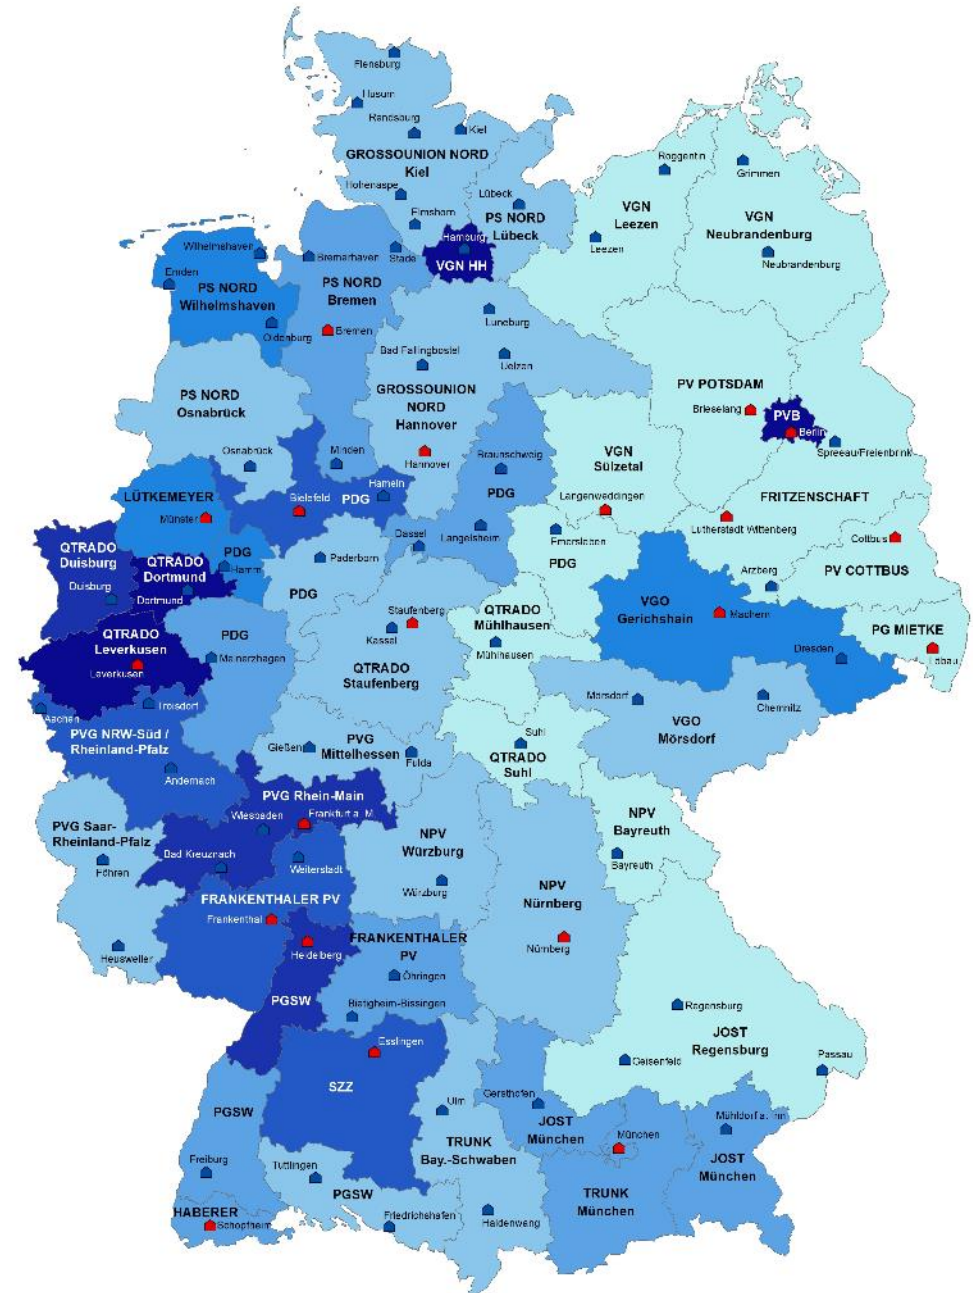 Flensburg
Husum
Randsburg
Kiel
GROSSOUNION NORD
Kiel
Hohenaspe
Elmshorn
Lübeck
PS NORD
Lübeck
Roggentin
Grimmen
VGN
Leezen
Leezen
VGN
Neubrandenburg
Neubrandenburg
Hamburg
VGN HH
Stade
Wilhelmshaven
Emden
PS NORD
Wilhelmshaven
Oldenburg
Bremerhaven
PS NORD
Bremen
Bremen
Luneburg
Uelzen
Bad Fallingbostel
GROSSOUNION
NORD
Hannover
Hannover
PS NORD
Osnabrück
Osnabrück
Minden
PV POTSDAM
Brieselang
PVB
Berlin
Spreeau/Freienbrink
Braunschweig
PDG
Langelsheim
VGN
Sülzetal
Langenweddingen
FRITZENSCHAFT
Lutherstadt Wittenberg
Cottbus
PV COTTBUS
LÜTKEMEYER
Münster
Bielefeld
PDG
Hameln
QTRADO
Duisburg
Duisburg
QTRADO
Dortmund
Dortmund
PDG
Hamm
Paderborn
PDG
Dassel
Emersleben
PDG
Arzberg
VGO
Gerichshain
Machern
Dresden
PG MIETKE
Löbau
QTRADO
Leverkusen
Leverkusen
PDG
Meinerzhagen
Staufenberg
Kassel
QTRADO
Staufenberg
QTRADO
Mühlhausen
Mühlhausen
Aachen
Troisdorf
PVG NRW-Süd /
Rheinland-Pfalz
Andernach
Gießen
PVG
Mittelhessen
Fulda
Suhl
QTRADO
Suhl
Mörsdorf
Chemnitz
VGO
Mörsdorf
PVG Rhein-Main
Wiesbaden
Frankfurt a. M.
Bad Kreuznach
PVG Saar-
Rheinland-Pfalz
Föhren
Heusweiler
Weiterstadt
FRANKENTHALER PV
Frankenthal
NPV
Würzburg
Würzburg
NPV
Nürnberg
Nürnberg
NPV
Bayreuth
Bayreuth
Heidelberg
PGSW
FRANKENTHALER
PV
Öhringen
Bietigheim-Bissingen
Regensburg
JOST
Regensburg
Geisenfeld
Passau
Esslingen
SZZ
PGSW
Freiburg
HABERER
Schopfheim
Tuttlingen
PGSW
Friedrichshafen
Ulm
TRUNK
Bay.-Schwaben
Haldenwang
Gersthofen
JOST
München
München
TRUNK
München
Mühldorf a. Inn
JOST
München